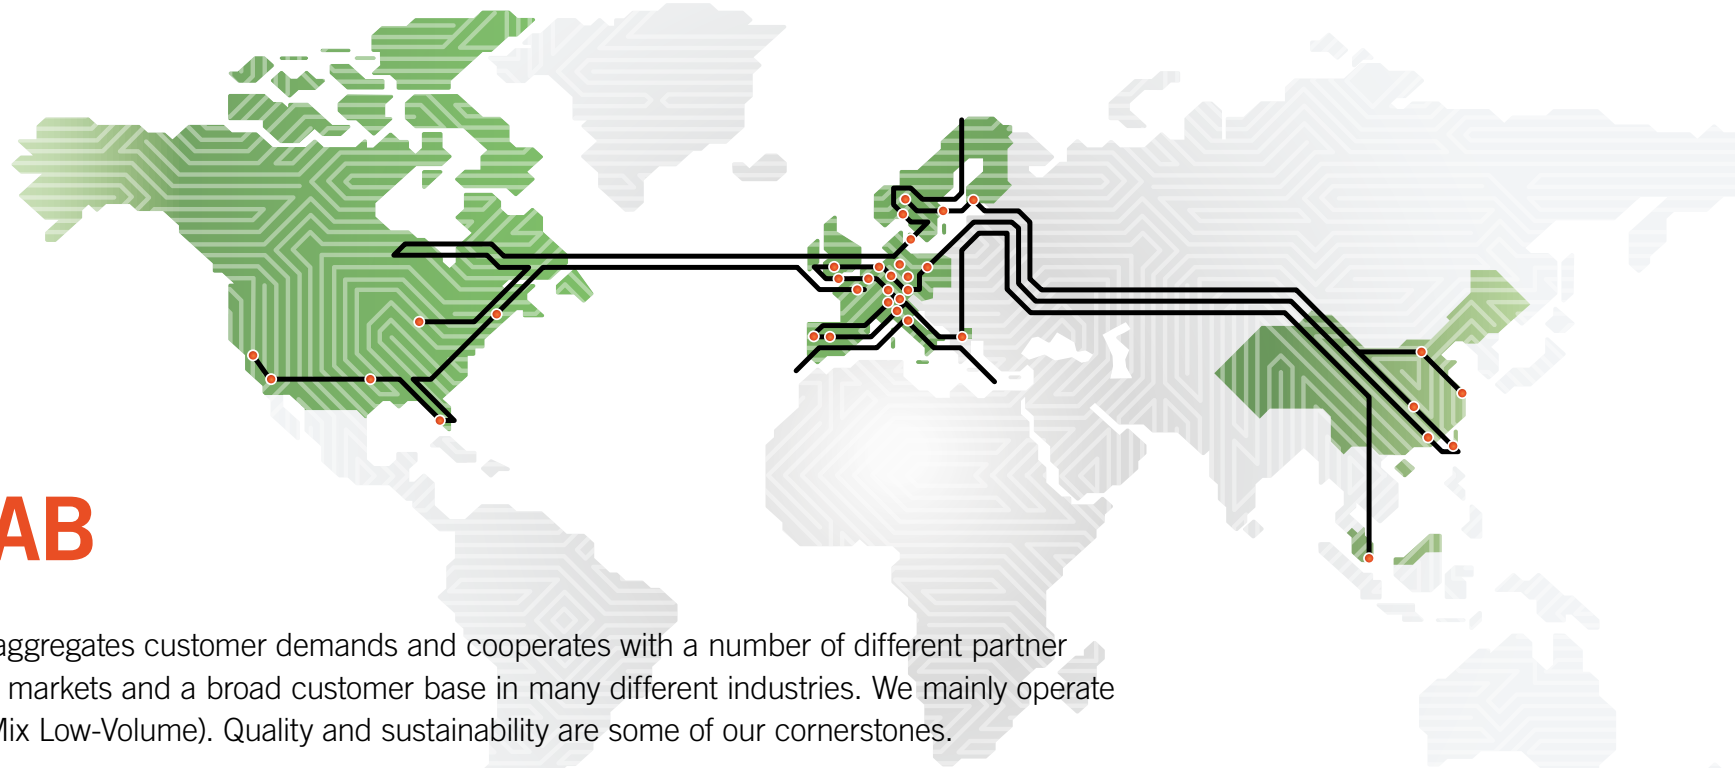 AB
aggregates customer demands and cooperates with a number of different partner
markets and a broad customer base in many different industries. We mainly operate
Mix Low-Volume). Quality and sustainability are some of our cornerstones.